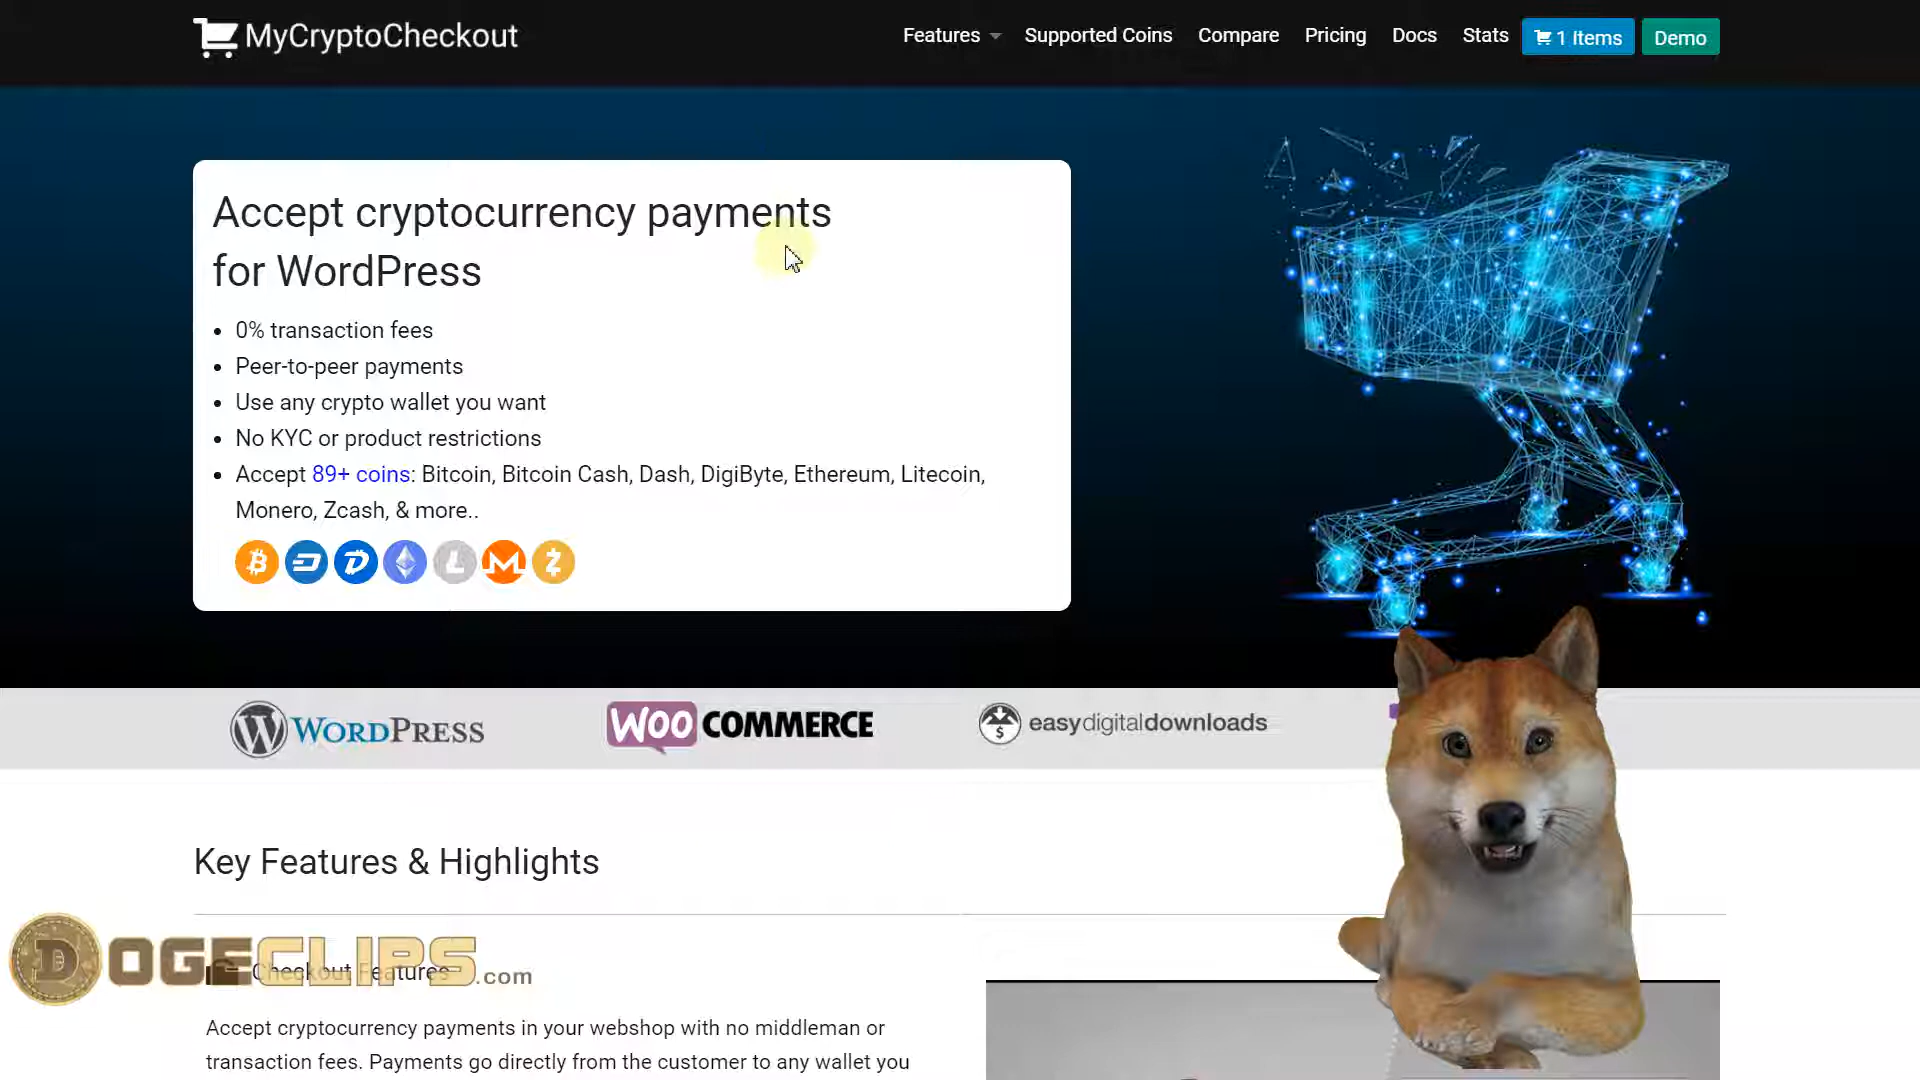 MyCryptoCheckout
Features
Supported Coins
Compare
Pricing
Docs
Stats
1 Items
Demo
Accept cryptocurrency payments
for WordPress
0% transaction fees
Peer-to-peer payments
Use any crypto wallet you want
No KYC or product restrictions
Accept 89+ coins: Bitcoin, Bitcoin Cash, Dash, DigiByte, Ethereum, Litecoin,
Monero, Zcash, & more..
WORDPRESS
WOO COMMERCE
easydigitaldownloads
Key Features & Highlights
Checkout Features
DOGECLIPS.com
Accept cryptocurrency payments in your webshop with no middleman or
transaction fees. Payments go directly from the customer to any wallet you